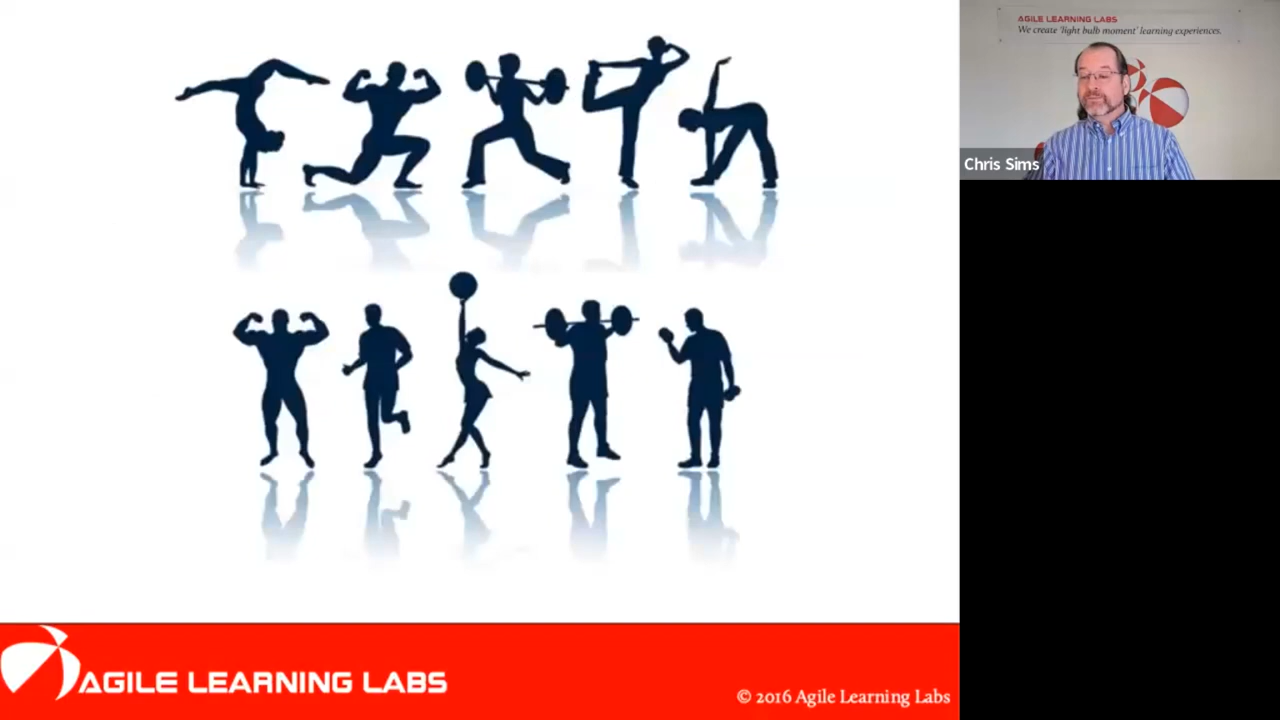 AGILE LEARNING LABS
We create 'light bulb moment' learning experiences.
Chris Sims
AGILE LEARNING LABS
© 2016 Agile Learning Labs